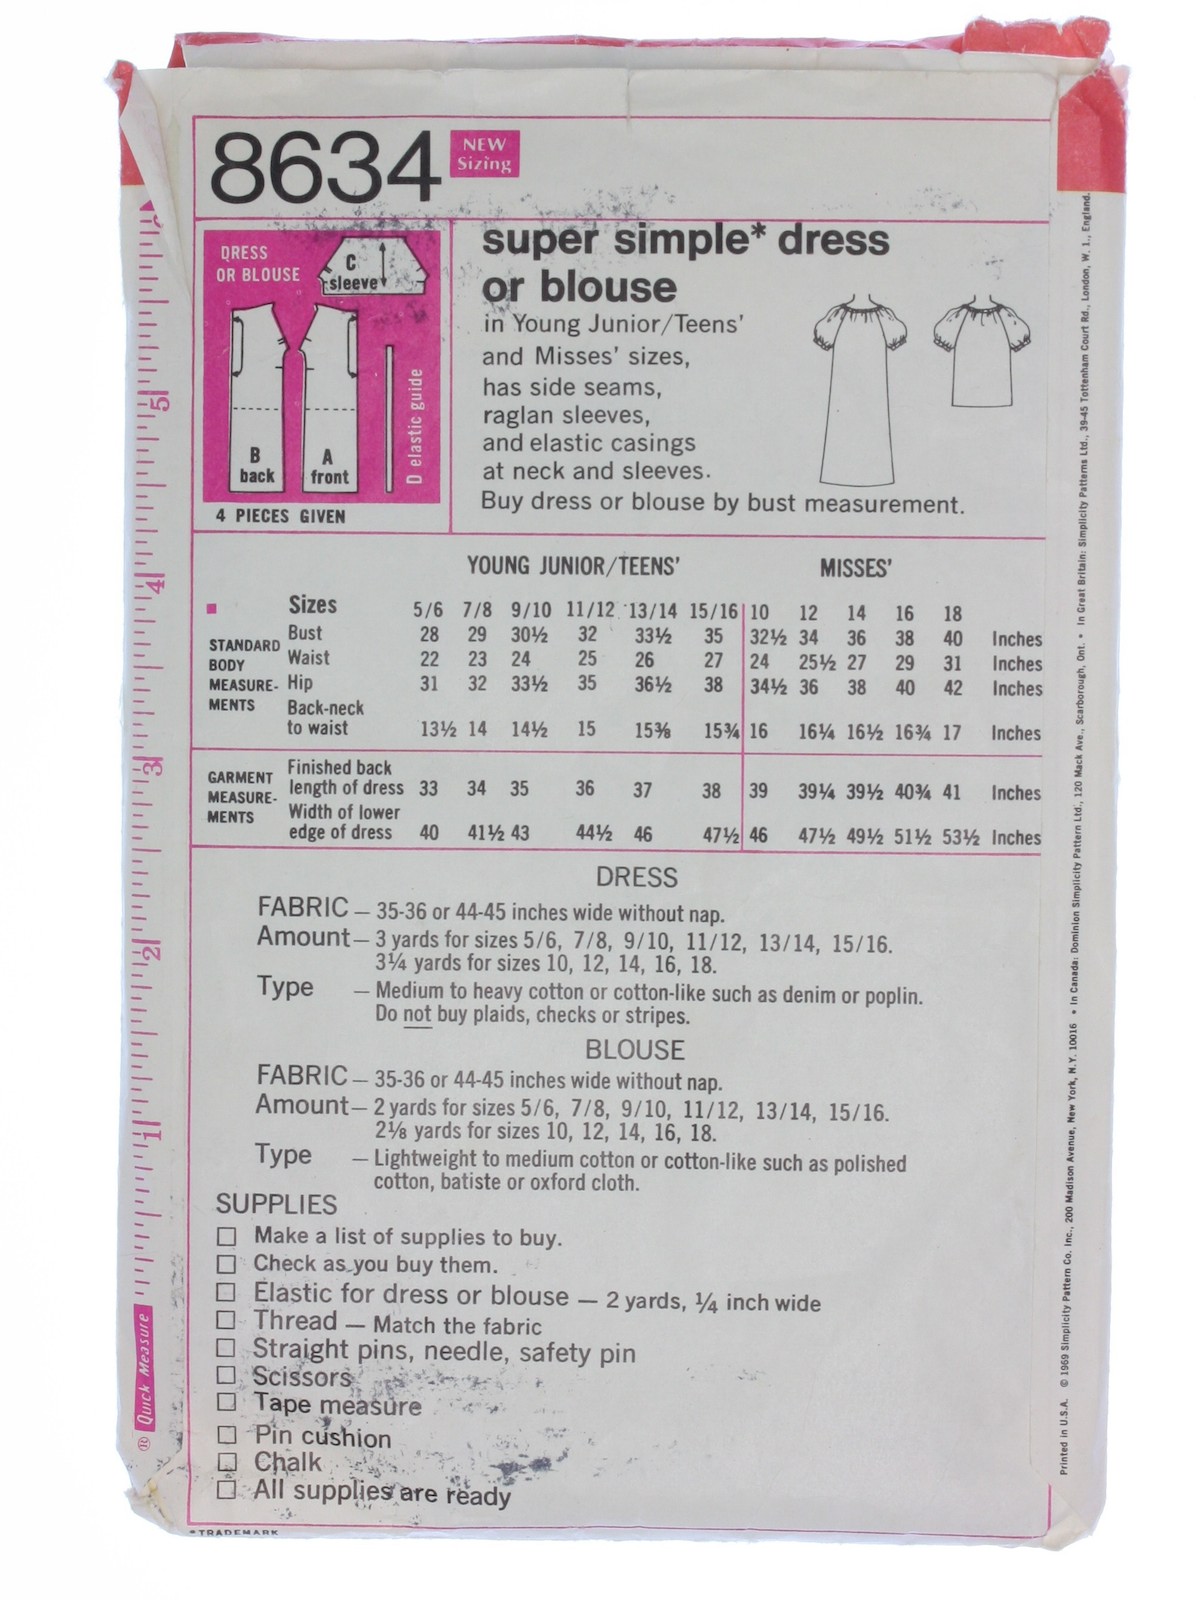 8634
NEW
Sizing
DRESS
OR BLOUSE
C
sleeve
B
back
A
front
D elastic guide
4 PIECES GIVEN
super simple* dress
or blouse
in Young Junior/Teens'
and Misses' sizes,
has side seams,
raglan sleeves,
and elastic casings
at neck and sleeves.
Buy dress or blouse by bust measurement.
YOUNG JUNIOR/TEENS' MISSES'
Sizes 5/6 7/8 9/10 11/12 13/14 15/16 10 12 14 16 18
STANDARD BODY MEASURE-MENTS
Bust 28 29 30½ 32 33½ 35 32½ 34 36 38 40 Inches
Waist 22 23 24 25 26 27 24 25½ 27 29 31 Inches
Hip 31 32 33½ 35 36½ 38 34½ 36 38 40 42 Inches
Back-neck
to waist 13½ 14 14½ 15 15⅜ 15¾ 16 16¼ 16½ 16¾ 17 Inches
GARMENT MEASURE-MENTS
Finished back
length of dress 33 34 35 36 37 38 39 39¼ 39½ 40¾ 41 Inches
Width of lower
edge of dress 40 41½ 43 44½ 46 47½ 46 47½ 49½ 51½ 53½ Inches
DRESS
FABRIC – 35-36 or 44-45 inches wide without nap.
Amount – 3 yards for sizes 5/6, 7/8, 9/10, 11/12, 13/14, 15/16.
3¼ yards for sizes 10, 12, 14, 16, 18.
Type – Medium to heavy cotton or cotton-like such as denim or poplin.
Do not buy plaids, checks or stripes.
BLOUSE
FABRIC – 35-36 or 44-45 inches wide without nap.
Amount – 2 yards for sizes 5/6, 7/8, 9/10, 11/12, 13/14, 15/16.
2⅛ yards for sizes 10, 12, 14, 16, 18.
Type – Lightweight to medium cotton or cotton-like such as polished
cotton, batiste or oxford cloth.
SUPPLIES
Make a list of supplies to buy.
Check as you buy them.
Elastic for dress or blouse – 2 yards, ¼ inch wide
Thread – Match the fabric
Straight pins, needle, safety pin
Scissors
Tape measure
Pin cushion
Chalk
All supplies are ready
*TRADEMARK
5
4
3
2
1
Quick Measure
®
Printed in U.S.A. © 1969 Simplicity Pattern Co. Inc., 200 Madison Avenue, New York, N.Y. 10016 • In Canada: Dominion Simplicity Pattern Ltd., 120 Mack Ave., Scarborough, Ont. • In Great Britain: Simplicity Patterns Ltd., 39-45 Tottenham Court Rd., London, W. 1., England.